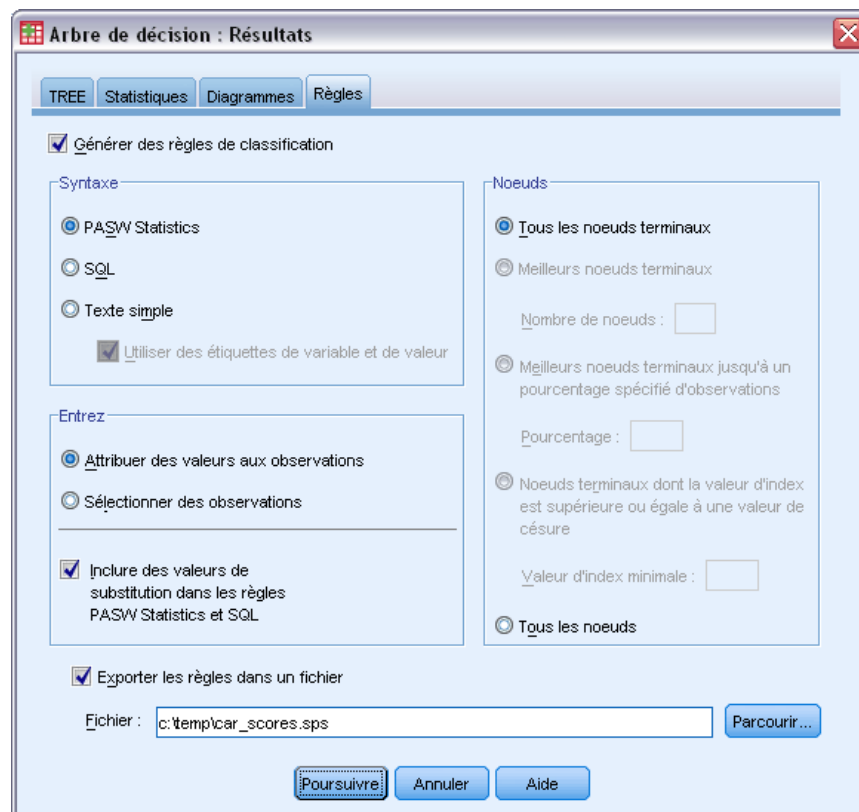 Arbre de décision : Résultats
TREE Statistiques Diagrammes Règles
Générer des règles de classification
Syntaxe
PASW Statistics
SQL
Texte simple
Utiliser des étiquettes de variable et de valeur
Entrez
Attribuer des valeurs aux observations
Sélectionner des observations
Inclure des valeurs de
substitution dans les règles
PASW Statistics et SQL
Noeuds
Tous les noeuds terminaux
Meilleurs noeuds terminaux
Nombre de noeuds :
Meilleurs noeuds terminaux jusqu'à un
pourcentage spécifié d'observations
Pourcentage :
Noeuds terminaux dont la valeur d'index
est supérieure ou égale à une valeur de
césure
Valeur d'index minimale :
Tous les noeuds
Exporter les règles dans un fichier
Fichier : c:\temp\car_scores.sps Parcourir...
Poursuivre Annuler Aide